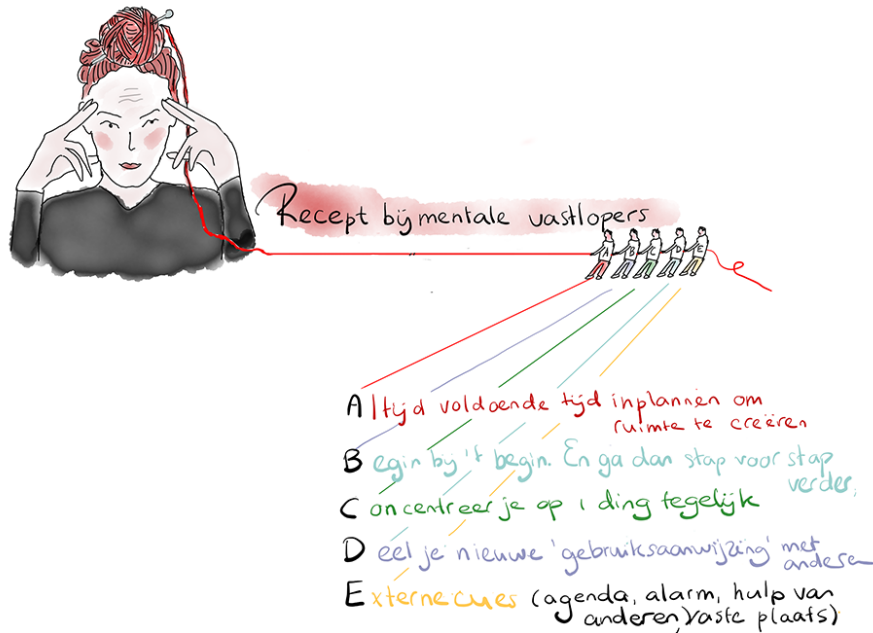 Recept bij mentale vastlopers
A B C D E
Altijd voldoende tijd inplannen om
ruimte te creëren
Begin bij 't begin. En ga dan stap voor stap
verder.
Concentreer je op 1 ding tegelijk
Deel je nieuwe 'gebruiksaanwijzing' met
anderen
Externe cues (agenda, alarm, hulp van
anderen, vaste plaats)